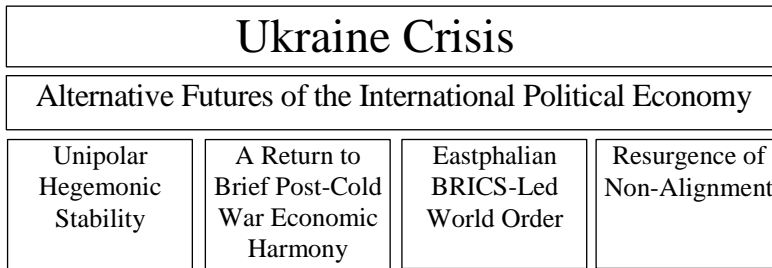 Ukraine Crisis
Alternative Futures of the International Political Economy
Unipolar
Hegemonic
Stability
A Return to
Brief Post-Cold
War Economic
Harmony
Eastphalian
BRICS-Led
World Order
Resurgence of
Non-Alignment